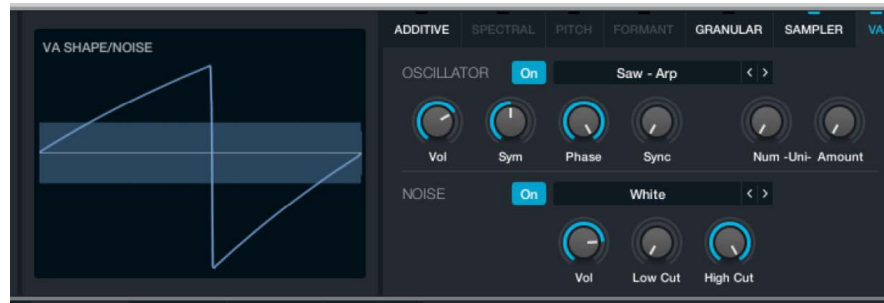 VA SHAPE/NOISE
ADDITIVE SPECTRAL PITCH FORMANT GRANULAR SAMPLER VA
OSCILLATOR On Saw - Arp < >
Vol Sym Phase Sync Num -Uni- Amount
NOISE On White < >
Vol Low Cut High Cut